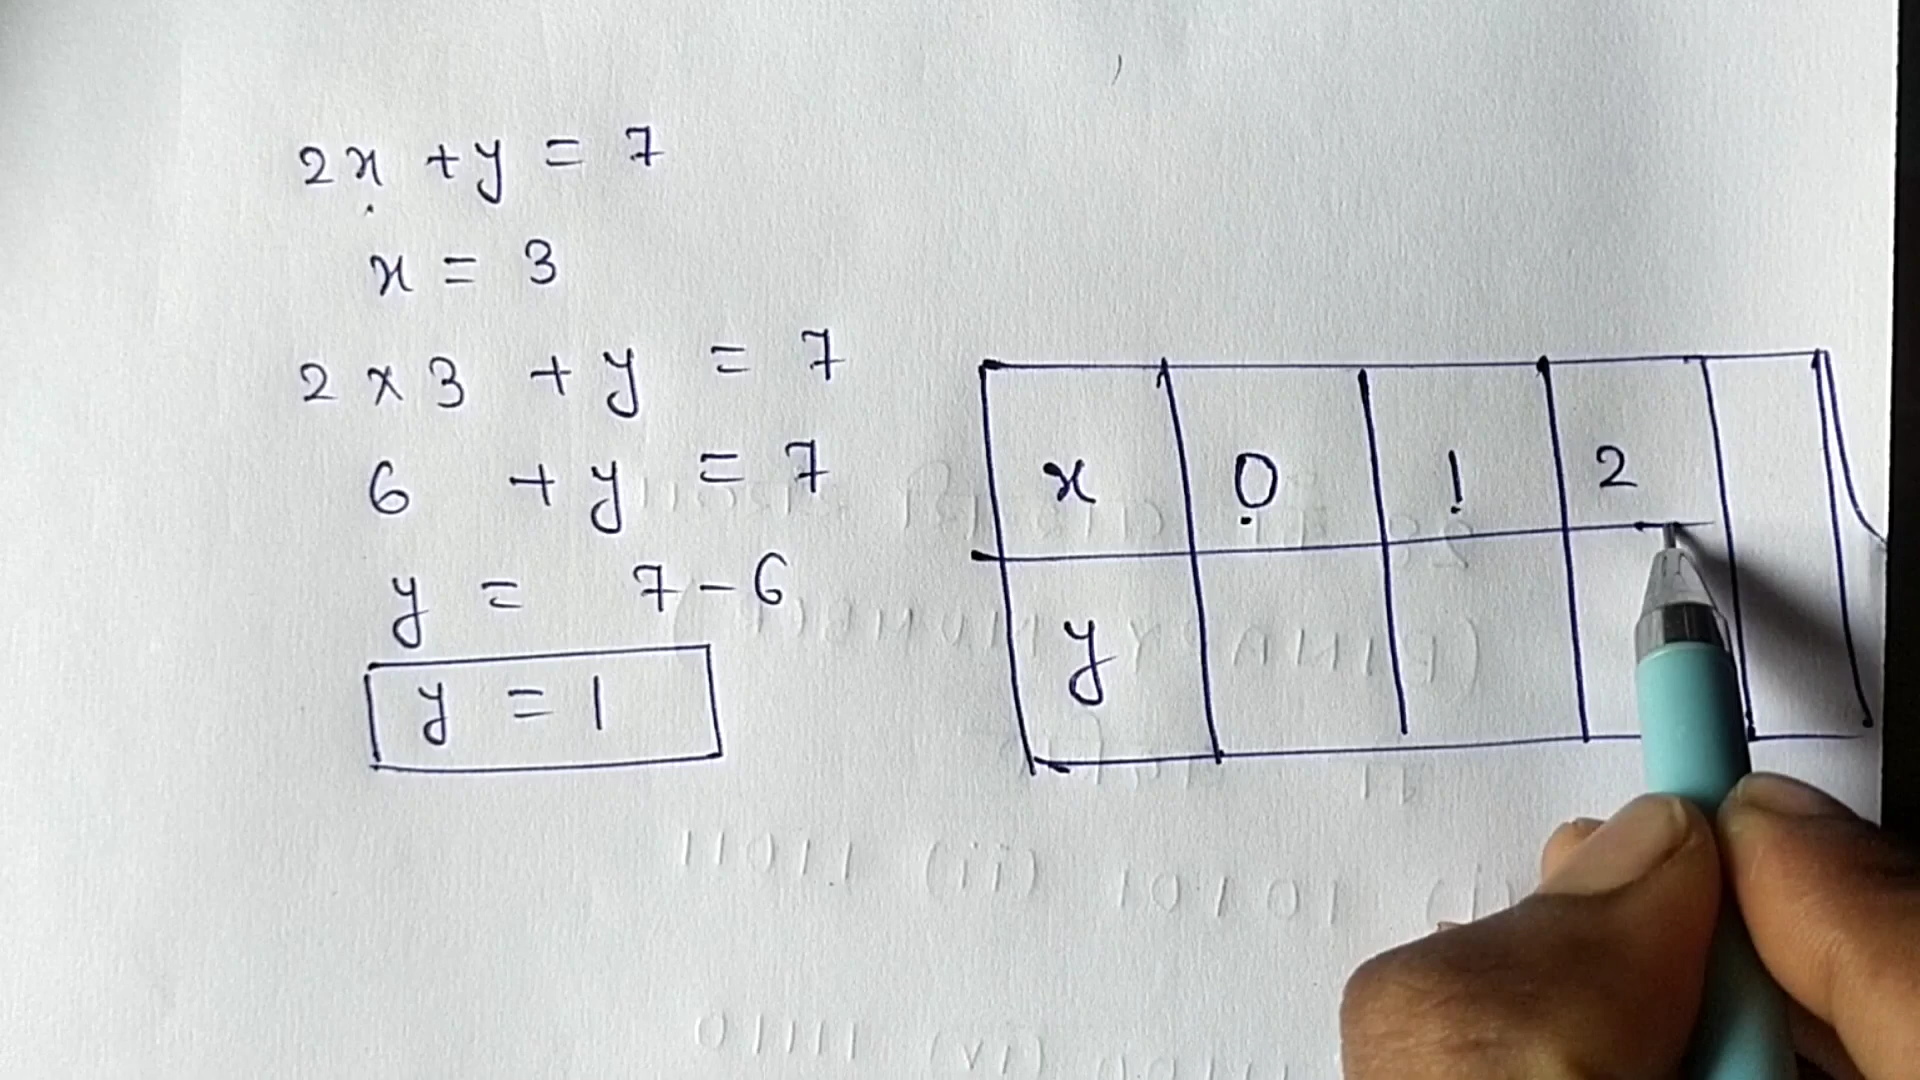 2x + y = 7
x = 3
2 × 3 + y = 7
6 + y = 7
y = 7 - 6
y = 1
x 0 1 2
y